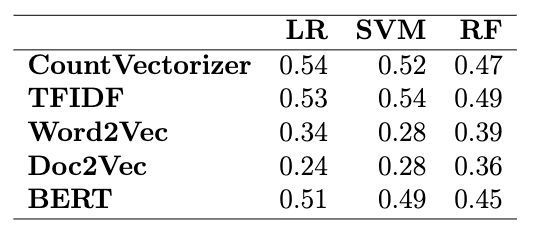 LR SVM RF
CountVectorizer 0.54 0.52 0.47
TFIDF 0.53 0.54 0.49
Word2Vec 0.34 0.28 0.39
Doc2Vec 0.24 0.28 0.36
BERT 0.51 0.49 0.45